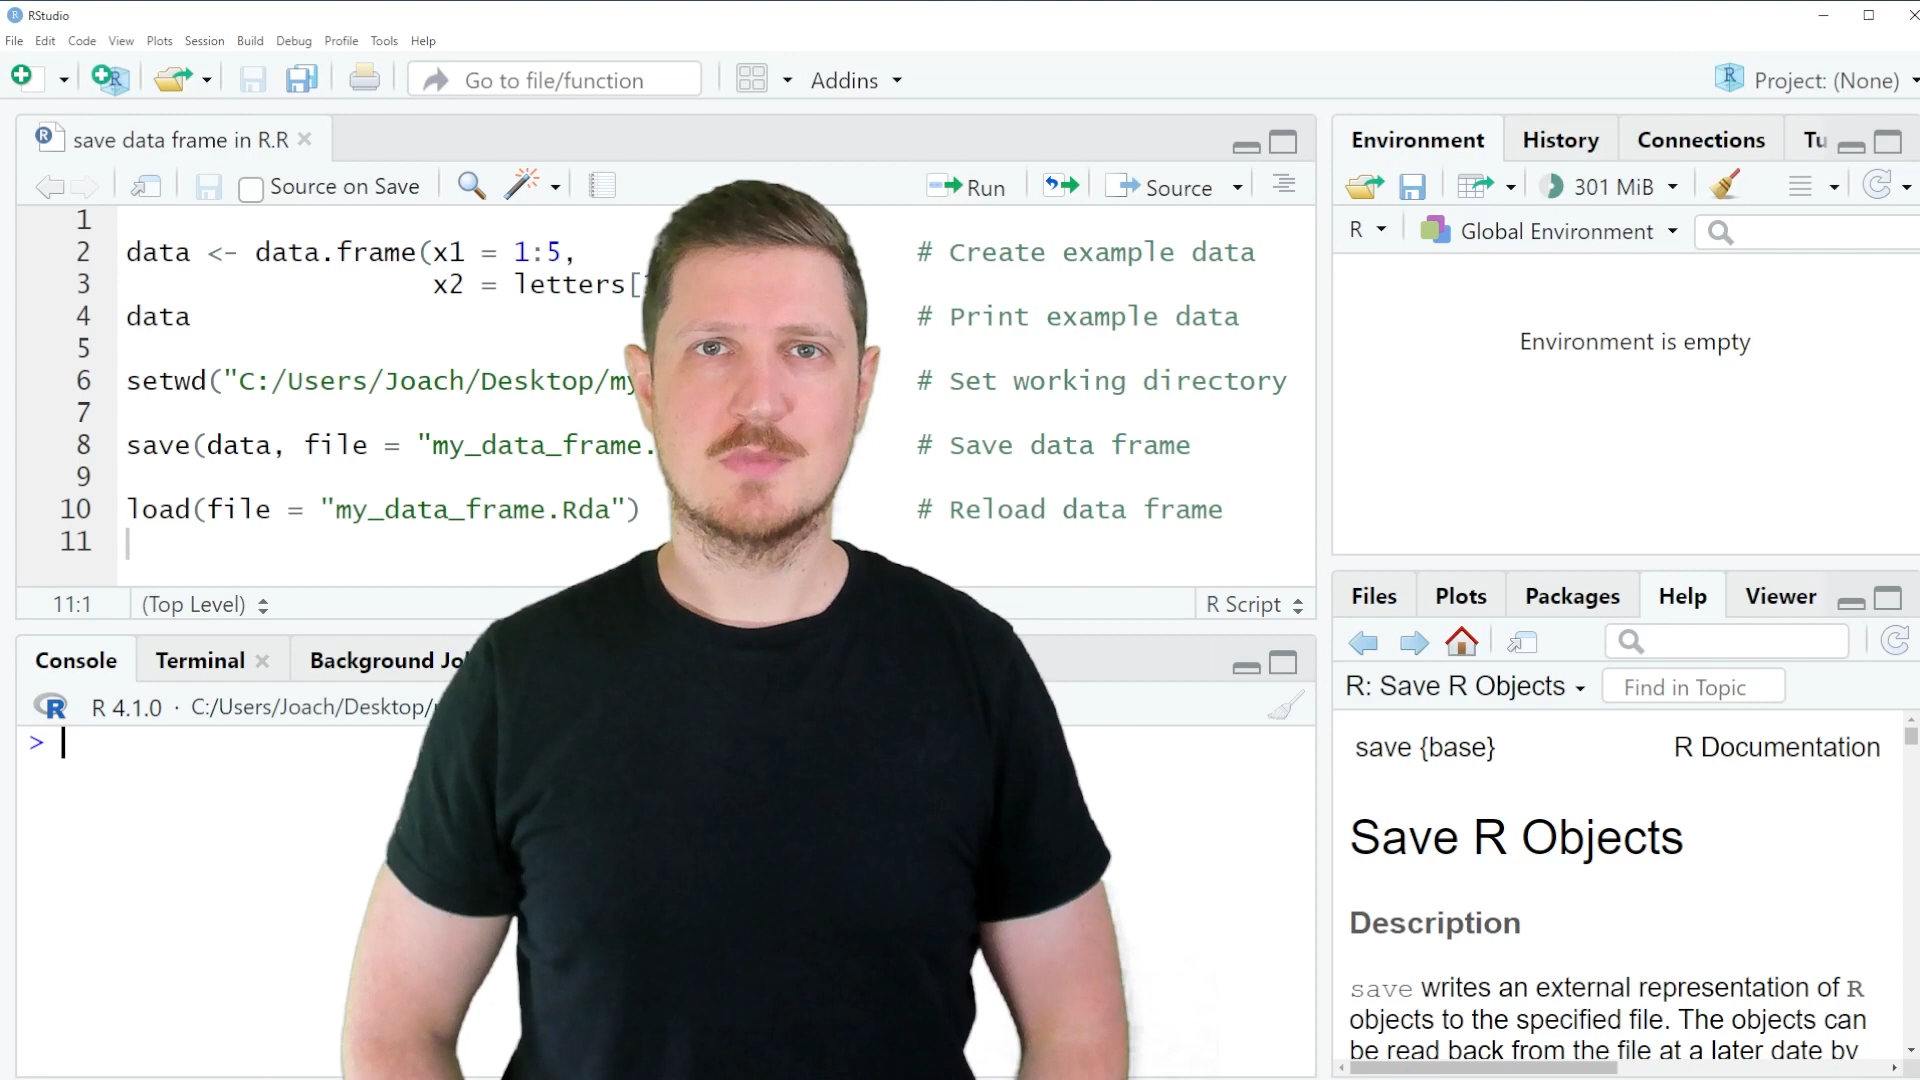 RStudio
File Edit Code View Plots Session Build Debug Profile Tools Help
Go to file/function
Addins
Project: (None)
save data frame in R.R
Source on Save
Run
Source
1
2 data <- data.frame(x1 = 1:5, # Create example data
3 x2 = letters[
4 data # Print example data
5
6 setwd("C:/Users/Joach/Desktop/my # Set working directory
7
8 save(data, file = "my_data_frame. # Save data frame
9
10 load(file = "my_data_frame.Rda") # Reload data frame
11
11:1 (Top Level) R Script
Console Terminal Background Jo
R 4.1.0 · C:/Users/Joach/Desktop/
>
Environment History Connections Tu
301 MiB
R Global Environment
Environment is empty
Files Plots Packages Help Viewer
R: Save R Objects Find in Topic
save {base} R Documentation
Save R Objects
Description
save writes an external representation of R
objects to the specified file. The objects can
be read back from the file at a later date by